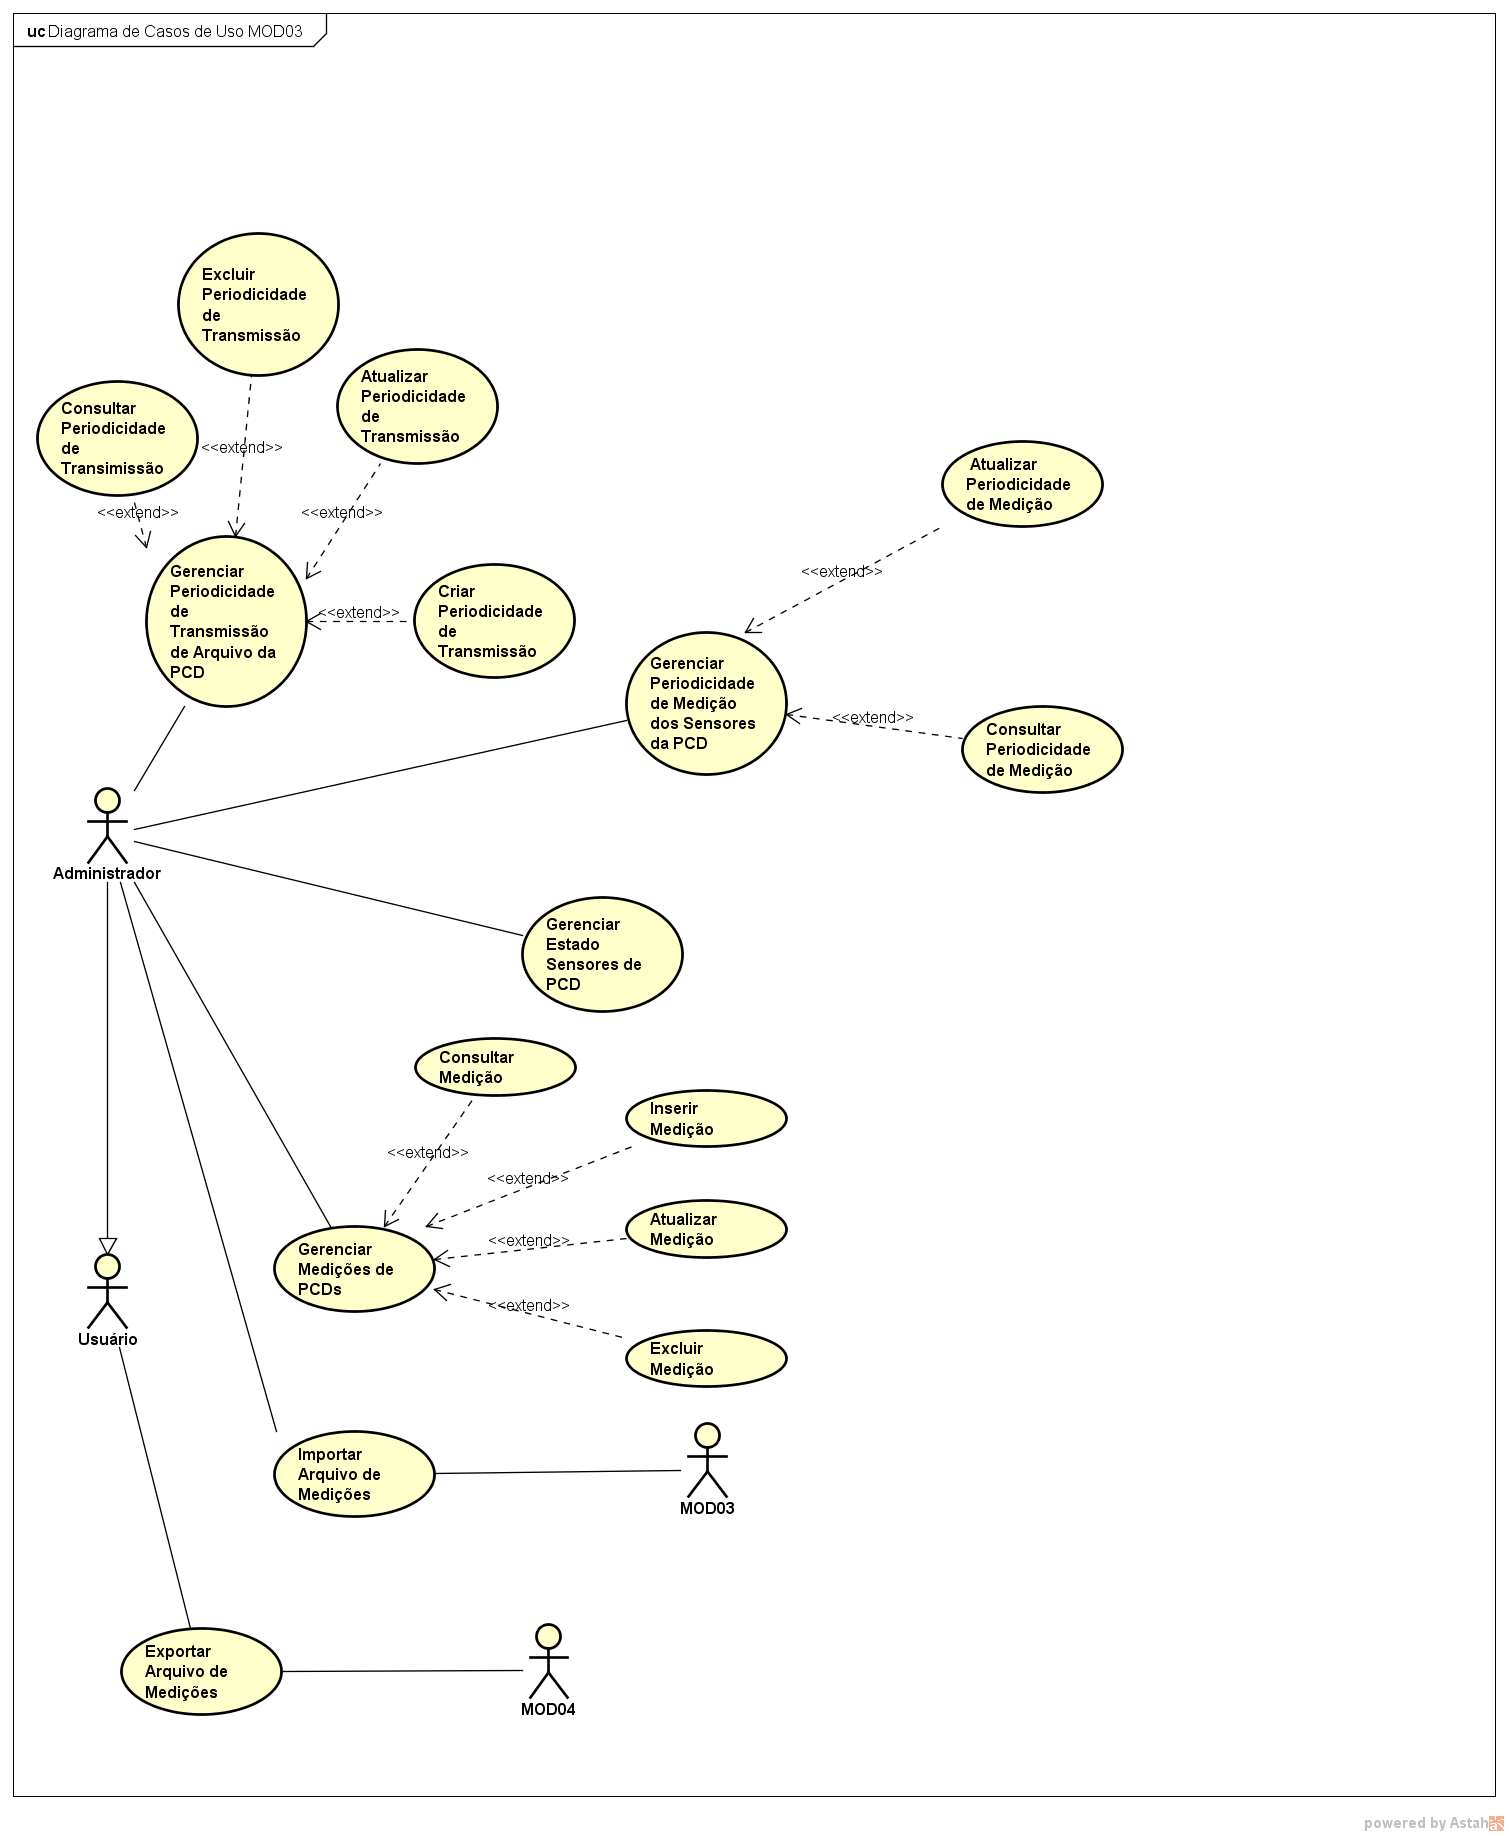 uc Diagrama de Casos de Uso MOD03
Excluir
Periodicidade
de
Transmissão
Atualizar
Periodicidade
de
Transmissão
Consultar
Periodicidade
de
Transimissão
<<extend>>
<<extend>>
<<extend>>
Atualizar
Periodicidade
de Medição
<<extend>>
Gerenciar
Periodicidade
de
Transmissão
de Arquivo da
PCD
<<extend>>
Criar
Periodicidade
de
Transmissão
Gerenciar
Periodicidade
de Medição
dos Sensores
da PCD
<<extend>>
Consultar
Periodicidade
de Medição
Administrador
Gerenciar
Estado
Sensores de
PCD
Consultar
Medição
<<extend>>
Inserir
Medição
<<extend>>
Atualizar
Medição
<<extend>>
Gerenciar
Medições de
PCDs
<<extend>>
Usuário
Excluir
Medição
Importar
Arquivo de
Medições
MOD03
Exportar
Arquivo de
Medições
MOD04
powered by Astah